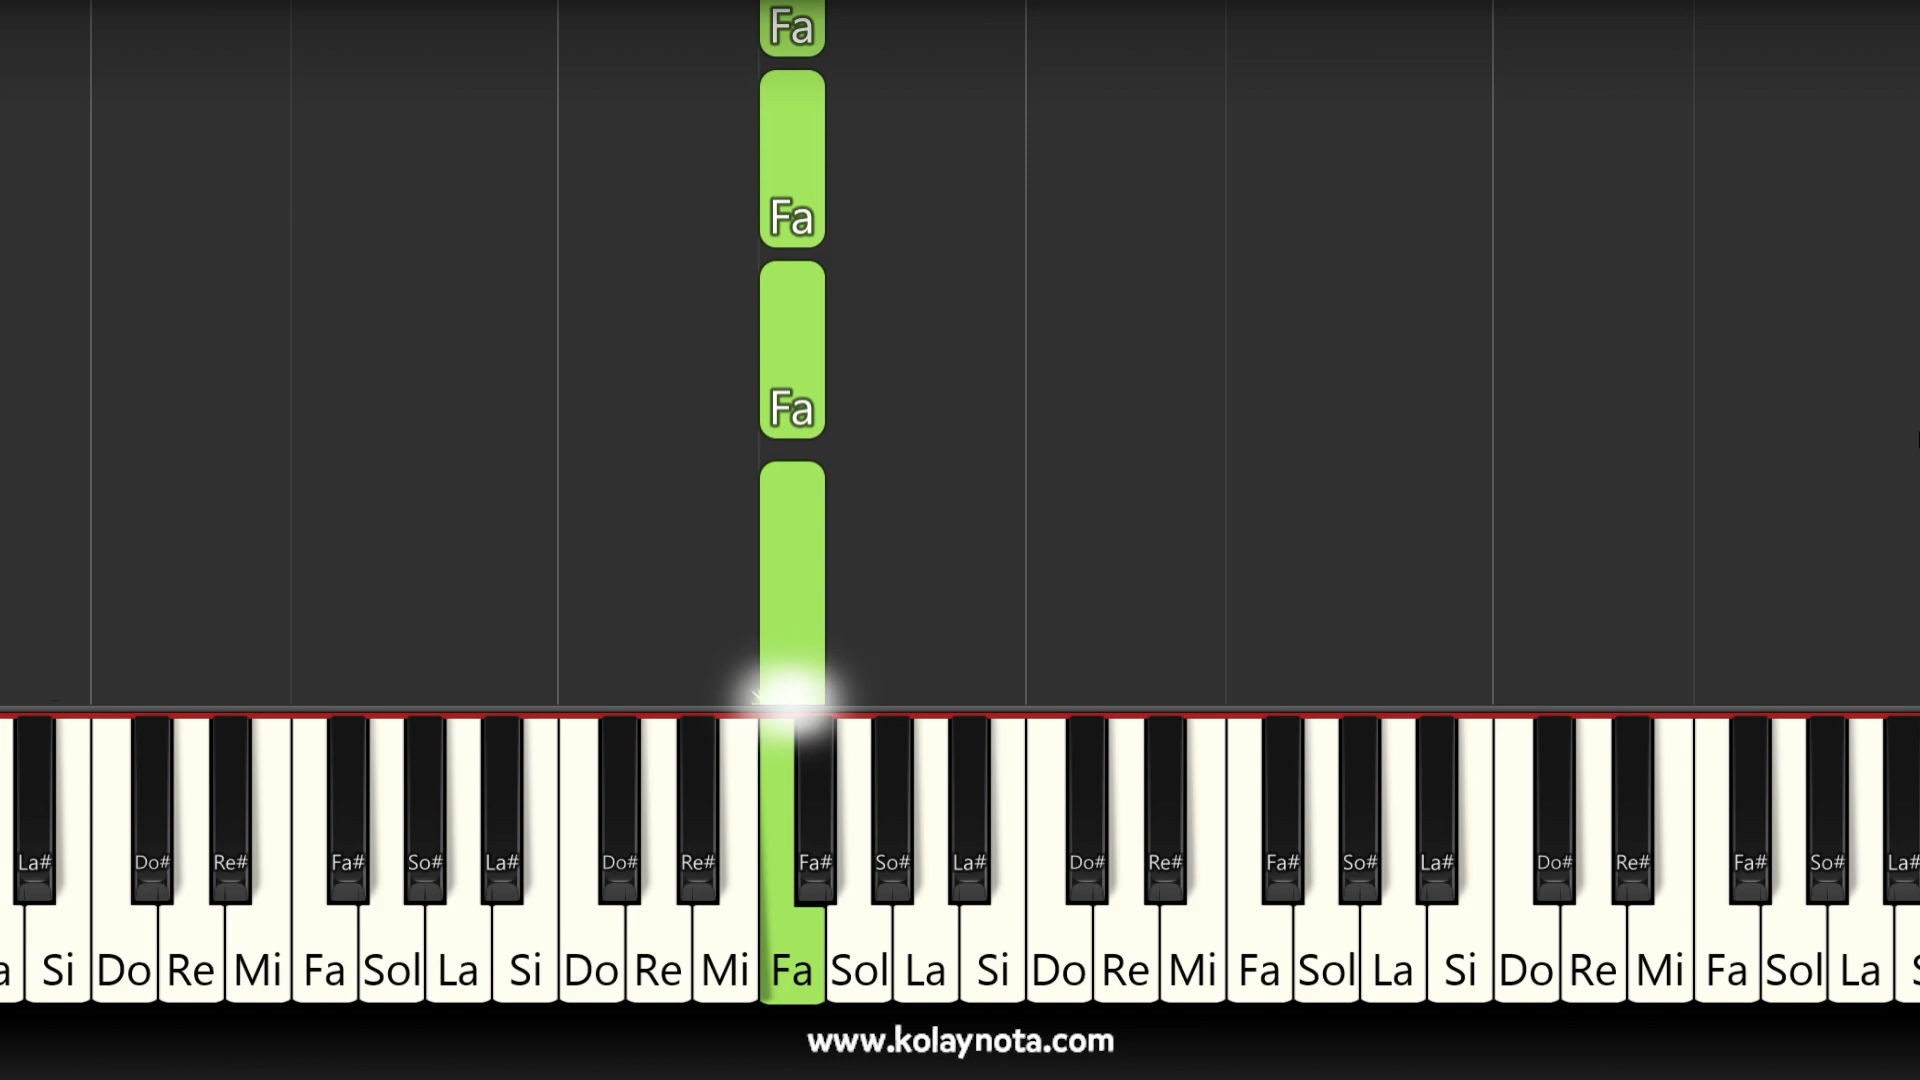 Fa
Fa
Fa
La# Do# Re# Fa# So# La# Do# Re# Fa# So# La# Do# Re# Fa# So# La# Do# Re# Fa# So# La#
Si Do Re Mi Fa Sol La Si Do Re Mi Fa Sol La Si Do Re Mi Fa Sol La Si Do Re Mi Fa Sol La
www.kolaynota.com